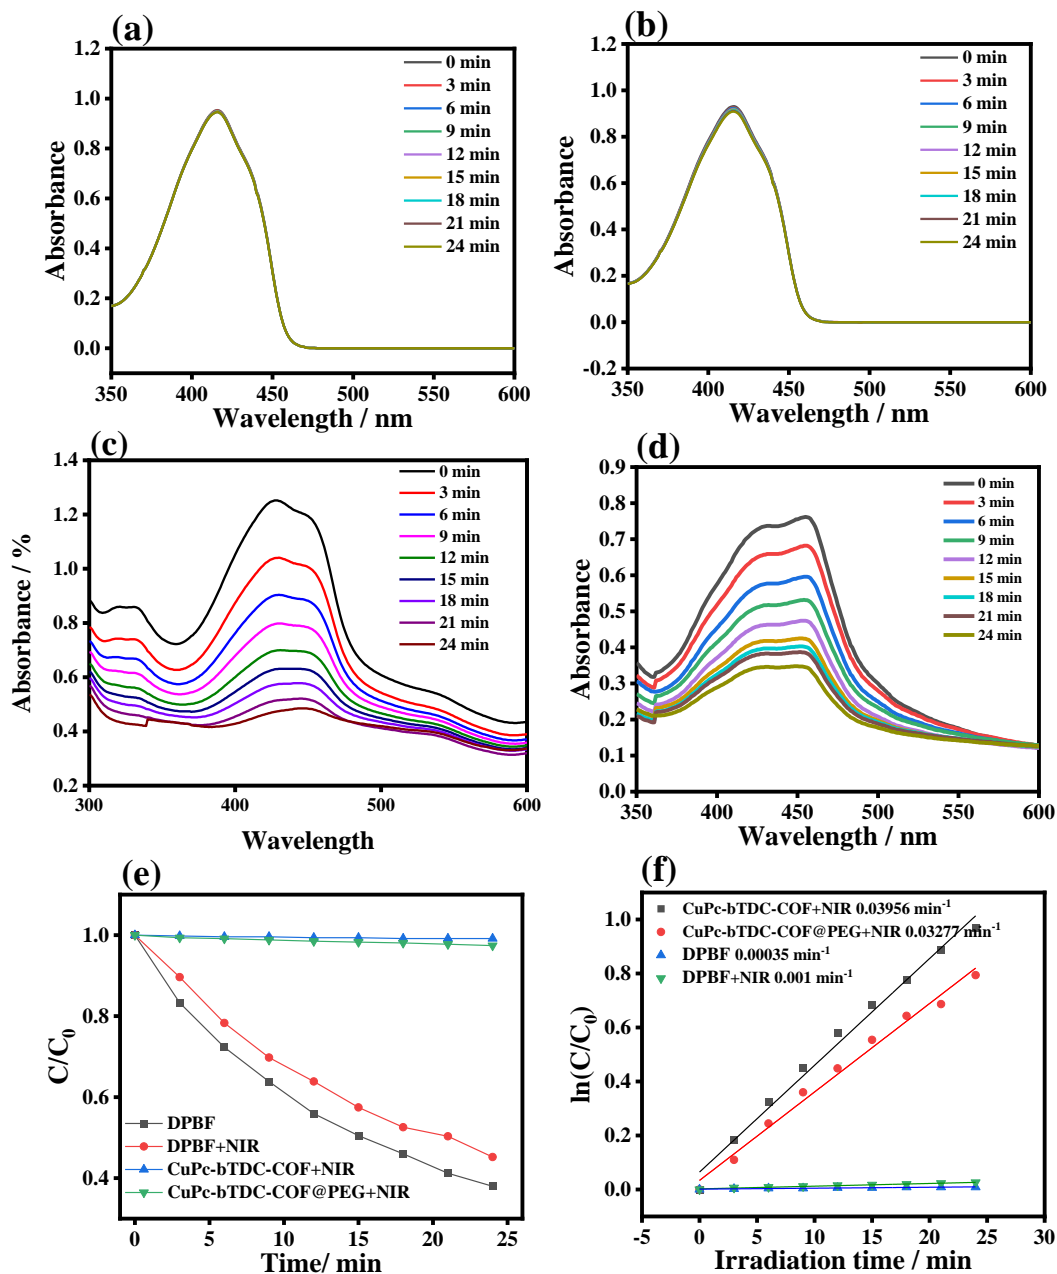 (a)
1.2
1.0
0.8
0.6
0.4
0.2
0.0
Absorbance
350 400 450 500 550 600
Wavelength / nm
0 min
3 min
6 min
9 min
12 min
15 min
18 min
21 min
24 min
(b)
1.2
1.0
0.8
0.6
0.4
0.2
0.0
-0.2
Absorbance
350 400 450 500 550 600
Wavelength / nm
0 min
3 min
6 min
9 min
12 min
15 min
18 min
21 min
24 min
(c)
1.4
1.2
1.0
0.8
0.6
0.4
0.2
Absorbance / %
300 400 500 600
Wavelength
0 min
3 min
6 min
9 min
12 min
15 min
18 min
21 min
24 min
(d)
0.9
0.8
0.7
0.6
0.5
0.4
0.3
0.2
0.1
0.0
Absorbance
350 400 450 500 550 600
Wavelength / nm
0 min
3 min
6 min
9 min
12 min
15 min
18 min
21 min
24 min
(e)
1.0
0.8
0.6
0.4
C/C0
0 5 10 15 20 25
Time/ min
DPBF
DPBF+NIR
CuPc-bTDC-COF+NIR
CuPc-bTDC-COF@PEG+NIR
(f)
1.0
0.8
0.6
0.4
0.2
0.0
ln(C/C0)
-5 0 5 10 15 20 25 30
Irradiation time / min
CuPc-bTDC-COF+NIR 0.03956 min-1
CuPc-bTDC-COF@PEG+NIR 0.03277 min-1
DPBF 0.00035 min-1
DPBF+NIR 0.001 min-1